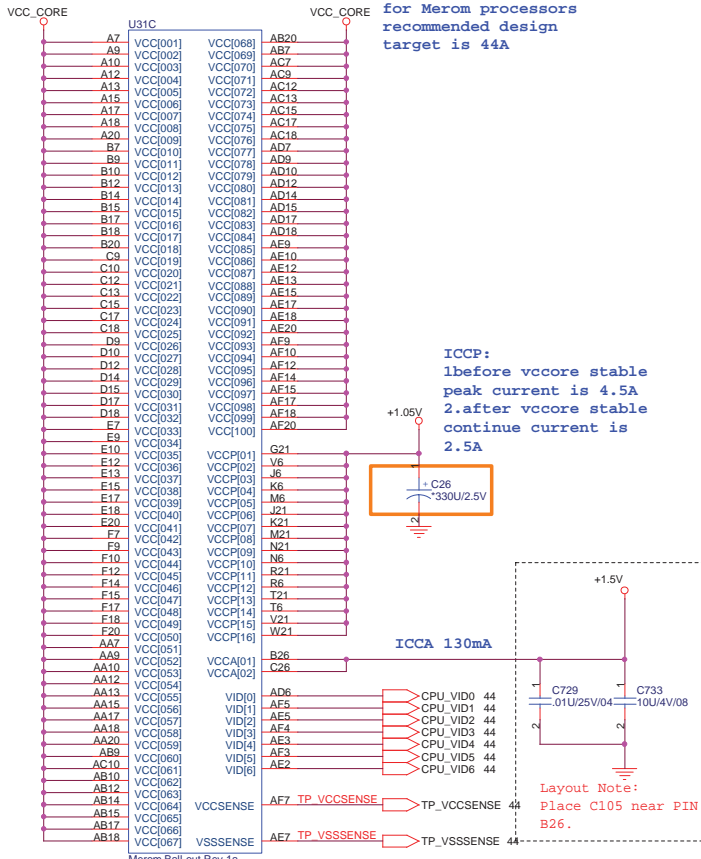 VCC_CORE
VCC_CORE
for Merom processors
recommended design
target is 44A
U31C
A7 VCC[001] VCC[068] AB20
A9 VCC[002] VCC[069] AB7
A10 VCC[003] VCC[070] AC7
A12 VCC[004] VCC[071] AC9
A13 VCC[005] VCC[072] AC12
A15 VCC[006] VCC[073] AC13
A17 VCC[007] VCC[074] AC15
A18 VCC[008] VCC[075] AC17
A20 VCC[009] VCC[076] AC18
B7 VCC[010] VCC[077] AD7
B9 VCC[011] VCC[078] AD9
B10 VCC[012] VCC[079] AD10
B12 VCC[013] VCC[080] AD12
B14 VCC[014] VCC[081] AD14
B15 VCC[015] VCC[082] AD15
B17 VCC[016] VCC[083] AD17
B18 VCC[017] VCC[084] AD18
B20 VCC[018] VCC[085] AE9
C9 VCC[019] VCC[086] AE10
C10 VCC[020] VCC[087] AE12
C12 VCC[021] VCC[088] AE13
C13 VCC[022] VCC[089] AE15
C15 VCC[023] VCC[090] AE17
C17 VCC[024] VCC[091] AE18
C18 VCC[025] VCC[092] AE20
D9 VCC[026] VCC[093] AF9
D10 VCC[027] VCC[094] AF10
D12 VCC[028] VCC[095] AF12
D14 VCC[029] VCC[096] AF14
D15 VCC[030] VCC[097] AF15
D17 VCC[031] VCC[098] AF17
D18 VCC[032] VCC[099] AF18
E7 VCC[033] VCC[100] AF20
E9 VCC[034]
E10 VCC[035] VCCP[01] G21
E12 VCC[036] VCCP[02] V6
E13 VCC[037] VCCP[03] J6
E15 VCC[038] VCCP[04] K6
E17 VCC[039] VCCP[05] M6
E18 VCC[040] VCCP[06] J21
E20 VCC[041] VCCP[07] K21
F7 VCC[042] VCCP[08] M21
F9 VCC[043] VCCP[09] N21
F10 VCC[044] VCCP[10] N6
F12 VCC[045] VCCP[11] R21
F14 VCC[046] VCCP[12] R6
F15 VCC[047] VCCP[13] T21
F17 VCC[048] VCCP[14] T6
F18 VCC[049] VCCP[15] V21
F20 VCC[050] VCCP[16] W21
AA7 VCC[051]
AA9 VCC[052] VCCA[01] B26
AA10 VCC[053] VCCA[02] C26
AA12 VCC[054]
AA13 VCC[055] VID[0] AD6 CPU_VID0 44
AA15 VCC[056] VID[1] AF5 CPU_VID1 44
AA17 VCC[057] VID[2] AE5 CPU_VID2 44
AA18 VCC[058] VID[3] AF4 CPU_VID3 44
AA20 VCC[059] VID[4] AE3 CPU_VID4 44
AB9 VCC[060] VID[5] AF3 CPU_VID5 44
AC10 VCC[061] VID[6] AE2 CPU_VID6 44
AB10 VCC[062]
AB12 VCC[063]
AB14 VCC[064] VCCSENSE AF7 TP_VCCSENSE TP_VCCSENSE 44
AB15 VCC[065]
AB17 VCC[066]
AB18 VCC[067] VSSSENSE AE7 TP_VSSSENSE TP_VSSSENSE 44
Merom Ball-out Rev 1a
ICCP:
1before vccore stable
peak current is 4.5A
2.after vccore stable
continue current is
2.5A
+1.05V
1
+ C26
*330U/2.5V
2
ICCA 130mA
+1.5V
1 1
C729 C733
.01U/25V/04 10U/4V/08
2 2
Layout Note:
Place C105 near PIN
B26.